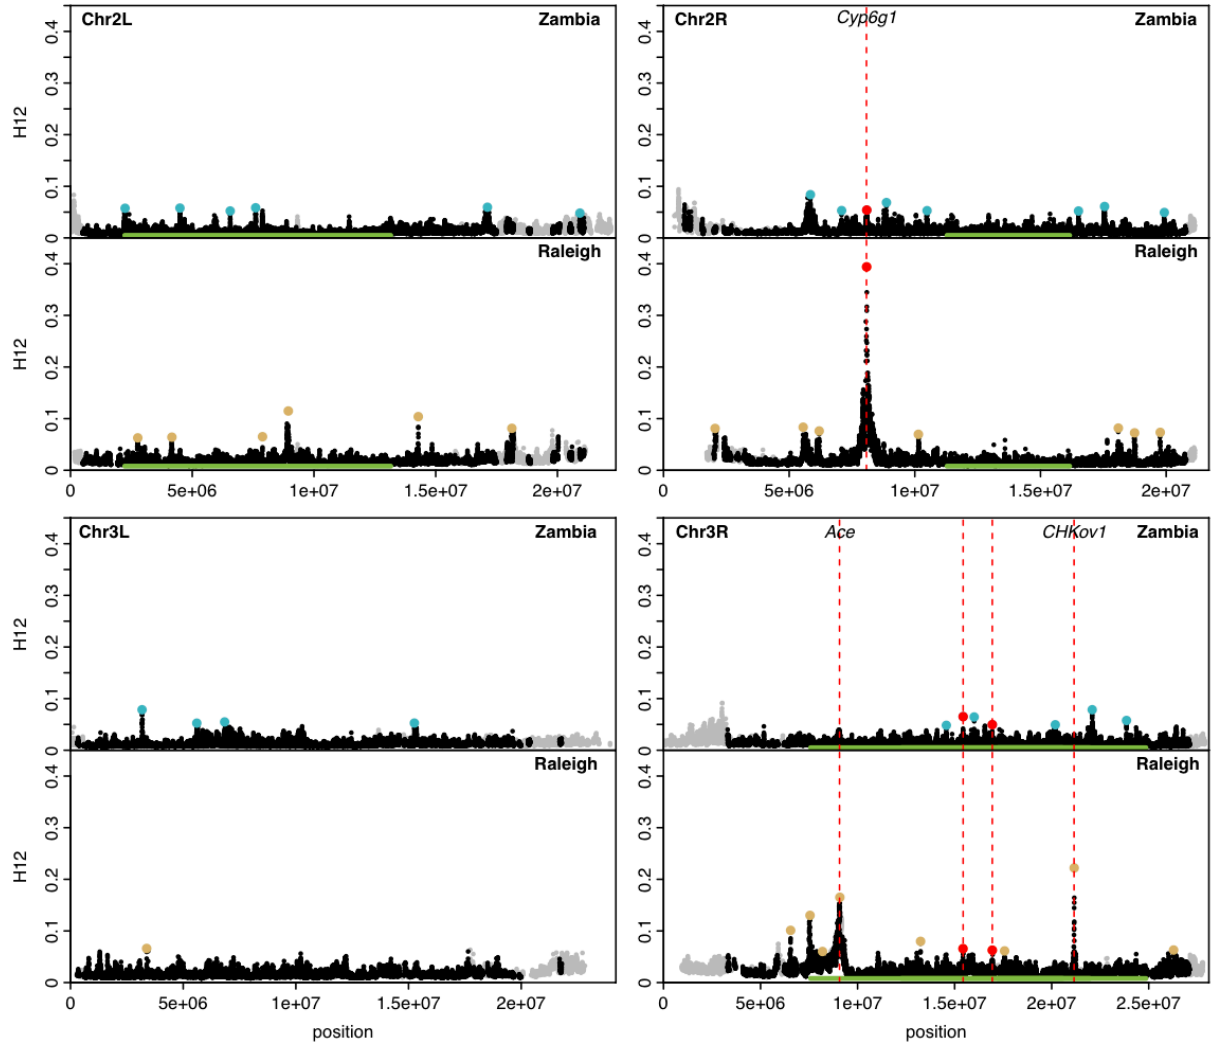 Chr2L Zambia
H12
0 0.1 0.2 0.3 0.4
Raleigh
H12
0 0.1 0.2 0.3 0.4
0 5e+06 1e+07 1.5e+07 2e+07
Chr2R Cyp6g1 Zambia
0 0.1 0.2 0.3 0.4
Raleigh
0 0.1 0.2 0.3 0.4
0 5e+06 1e+07 1.5e+07 2e+07
Chr3L Zambia
H12
0 0.1 0.2 0.3 0.4
Raleigh
H12
0 0.1 0.2 0.3 0.4
0 5e+06 1e+07 1.5e+07 2e+07
position
Chr3R Ace CHKov1 Zambia
0 0.1 0.2 0.3 0.4
Raleigh
0 0.1 0.2 0.3 0.4
0 5e+06 1e+07 1.5e+07 2e+07 2.5e+07
position